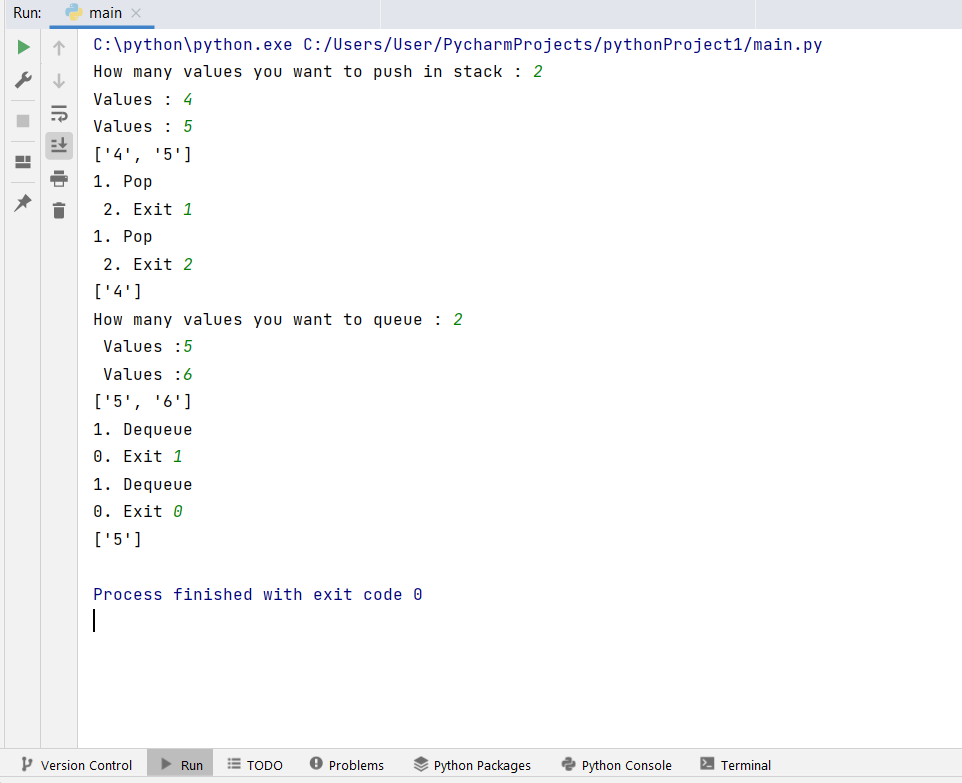 Run: main
C:\python\python.exe C:/Users/User/PycharmProjects/pythonProject1/main.py
How many values you want to push in stack : 2
Values : 4
Values : 5
['4', '5']
1. Pop
 2. Exit 1
1. Pop
 2. Exit 2
['4']
How many values you want to queue : 2
 Values :5
 Values :6
['5', '6']
1. Dequeue
0. Exit 1
1. Dequeue
0. Exit 0
['5']
Process finished with exit code 0
Version Control Run TODO Problems Python Packages Python Console Terminal